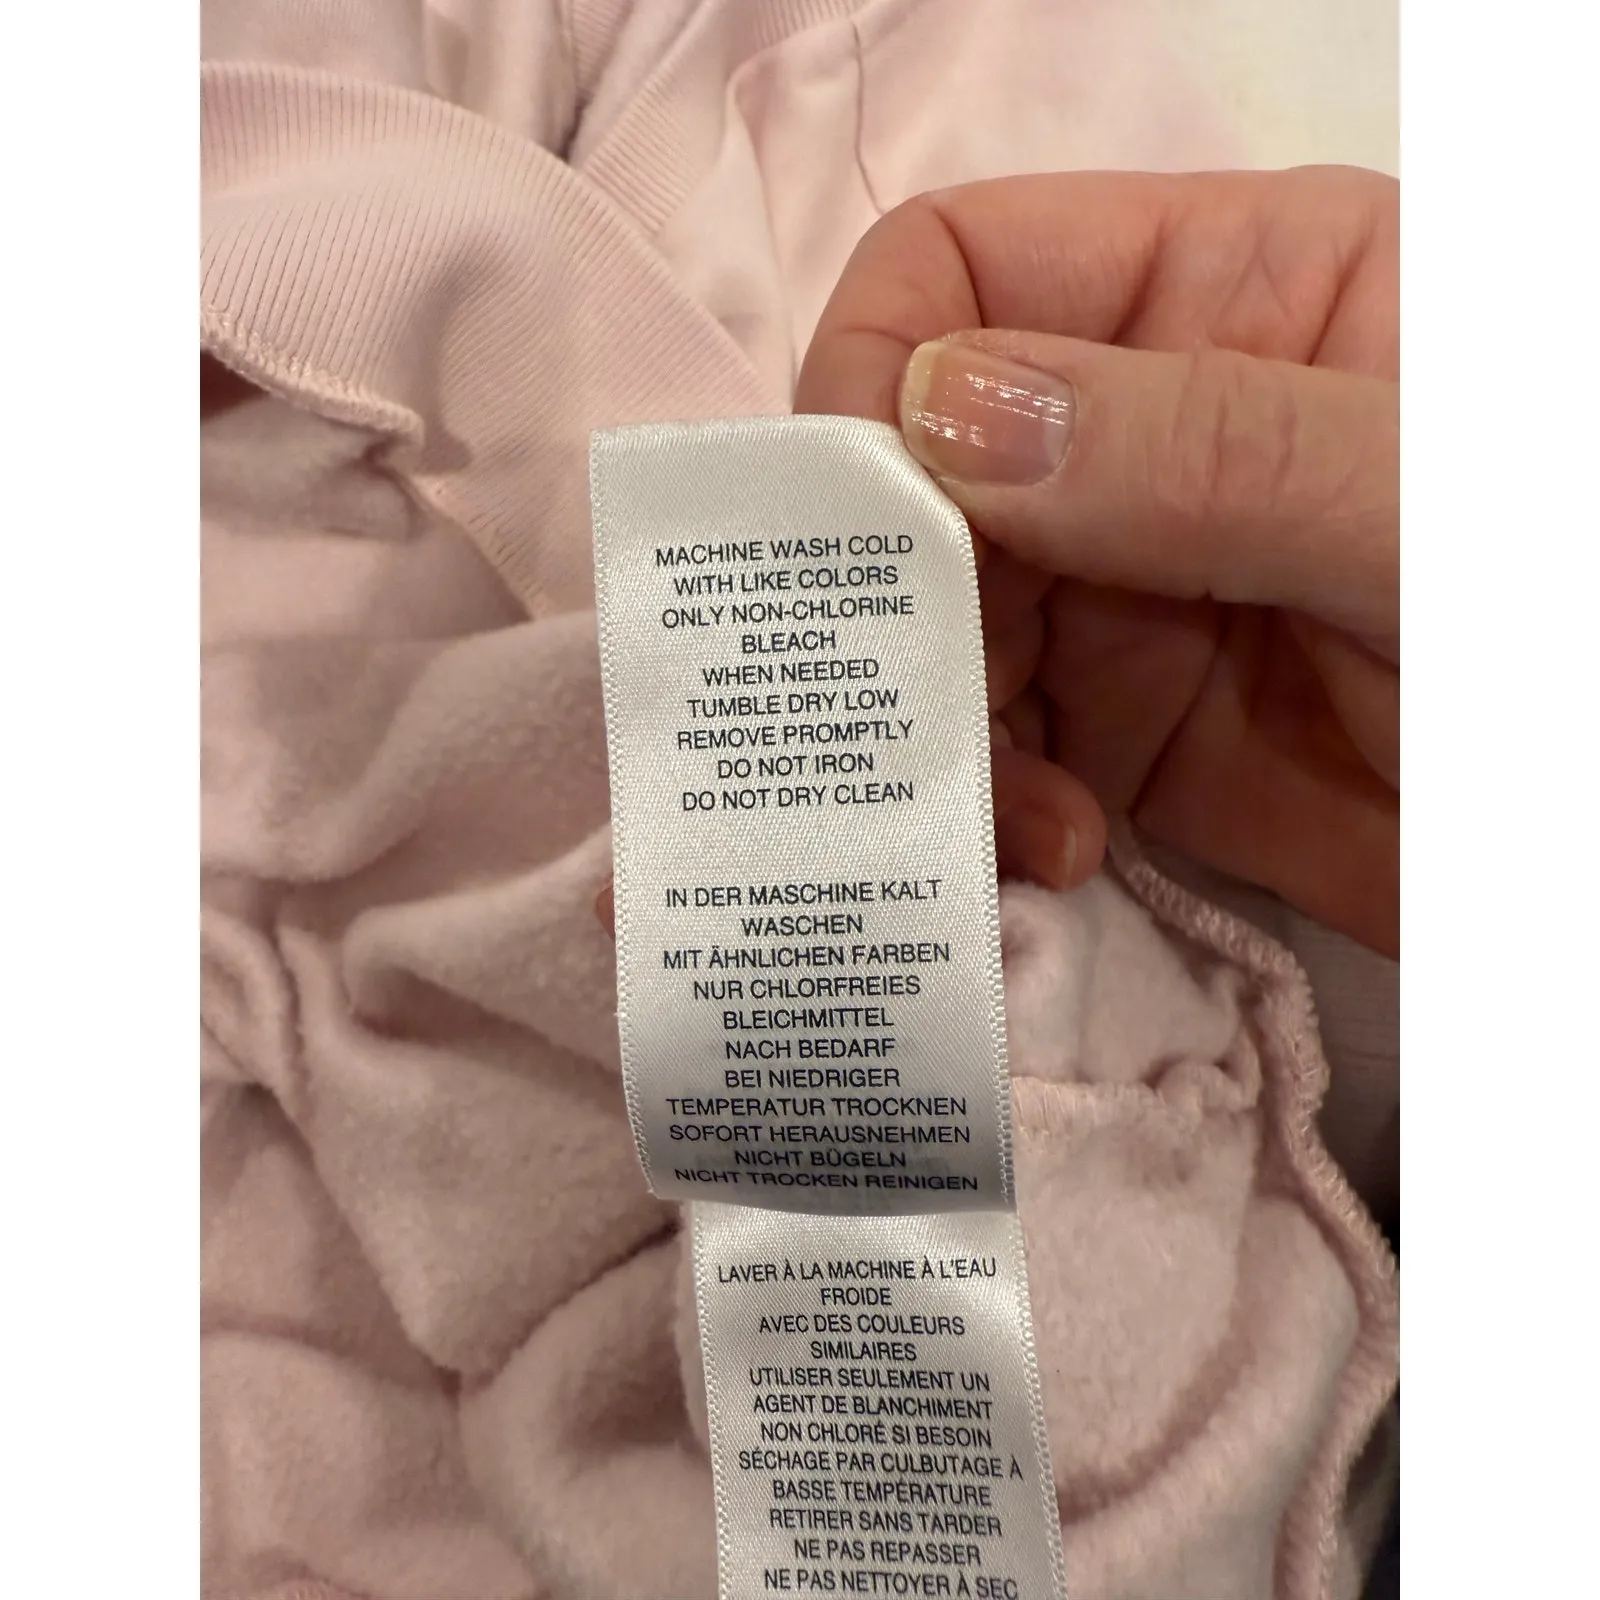 MACHINE WASH COLD
WITH LIKE COLORS
ONLY NON-CHLORINE
BLEACH
WHEN NEEDED
TUMBLE DRY LOW
REMOVE PROMPTLY
DO NOT IRON
DO NOT DRY CLEAN
IN DER MASCHINE KALT
WASCHEN
MIT ÄHNLICHEN FARBEN
NUR CHLORFREIES
BLEICHMITTEL
NACH BEDARF
BEI NIEDRIGER
TEMPERATUR TROCKNEN
SOFORT HERAUSNEHMEN
NICHT BÜGELN
NICHT TROCKEN REINIGEN
LAVER À LA MACHINE À L'EAU
FROIDE
AVEC DES COULEURS
SIMILAIRES
UTILISER SEULEMENT UN
AGENT DE BLANCHIMENT
NON CHLORÉ SI BESOIN
SÉCHAGE PAR CULBUTAGE À
BASSE TEMPÉRATURE
RETIRER SANS TARDER
NE PAS REPASSER
NE PAS NETTOYER À SEC